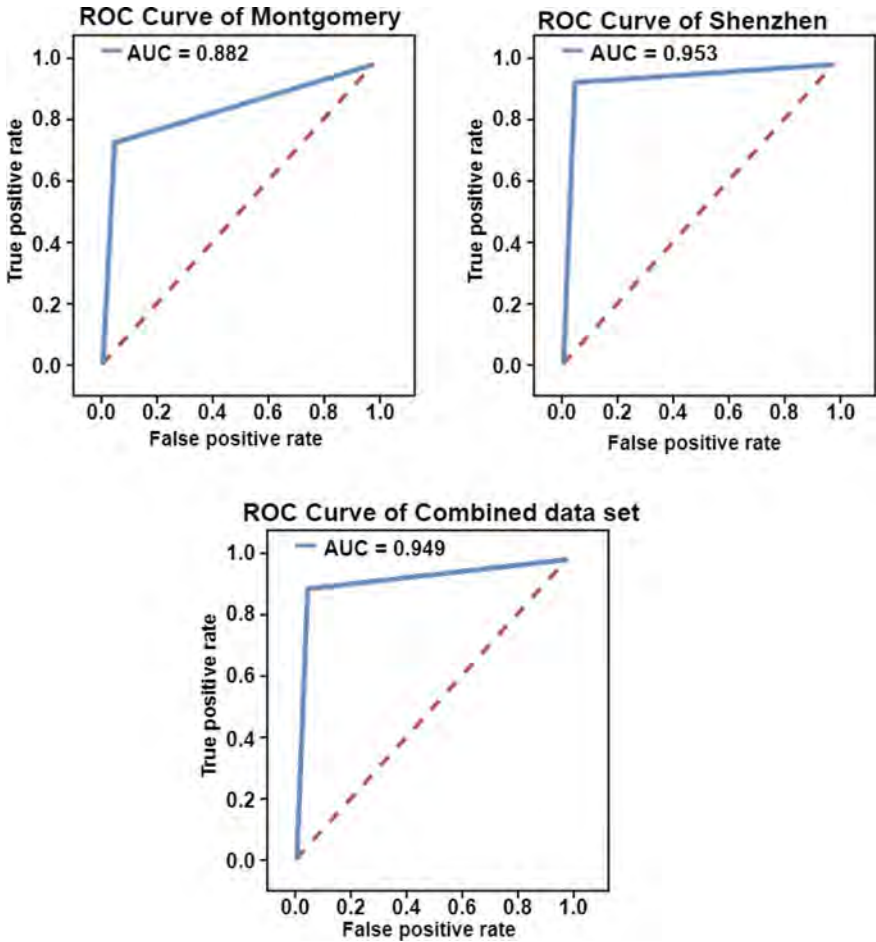 ROC Curve of Montgomery
AUC = 0.882
1.0
0.8
0.6
0.4
0.2
0.0
True positive rate
0.0 0.2 0.4 0.6 0.8 1.0
False positive rate
ROC Curve of Shenzhen
AUC = 0.953
1.0
0.8
0.6
0.4
0.2
0.0
True positive rate
0.0 0.2 0.4 0.6 0.8 1.0
False positive rate
ROC Curve of Combined data set
AUC = 0.949
1.0
0.8
0.6
0.4
0.2
0.0
True positive rate
0.0 0.2 0.4 0.6 0.8 1.0
False positive rate